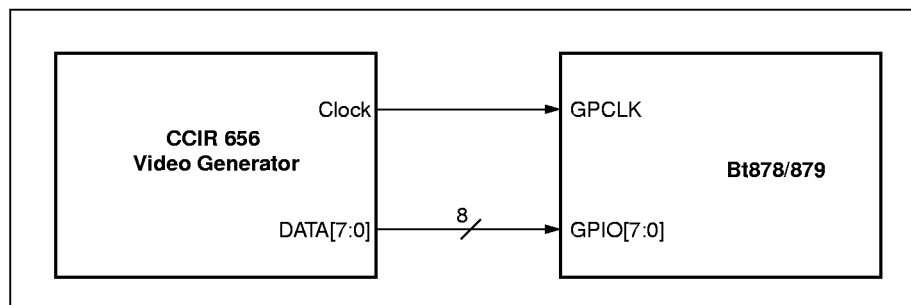 Clock
GPCLK
CCIR 656
Video Generator
Bt878/879
DATA[7:0]
8
GPIO[7:0]